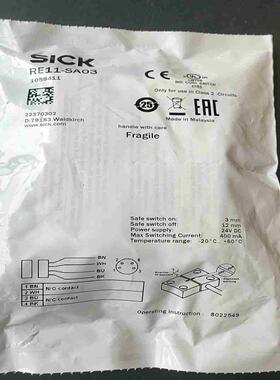 SICK
RE11-SA03
1059411
CE
Only for use in Class 2 -Circuits
22370302
D-79183 Waldkirch
www.sick.com
25
EAC
Made in Malaysia
handle with care
Fragile
Safe switch on: 3 mm
Safe switch off: 12 mm
Power supply: 24V DC
Max Switching Current: 400 mA
Temperature range: -20°C.. +60°C
BN
WH
BU
BK
1 BN
2 WH
3 BU
4 BK
N/C contact
N/C contact
Operating instruction: 8022549